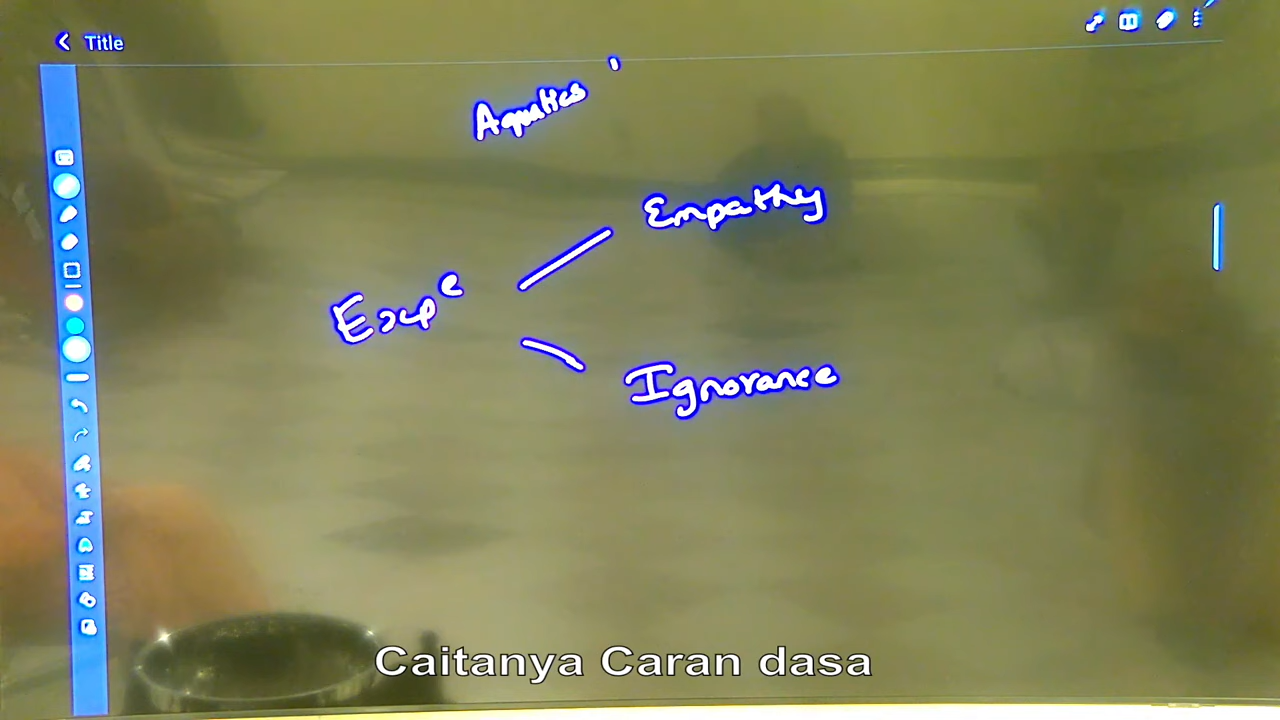 Title
Aquatics
Empathy
Exp e
Ignorance
Caitanya Caran dasa